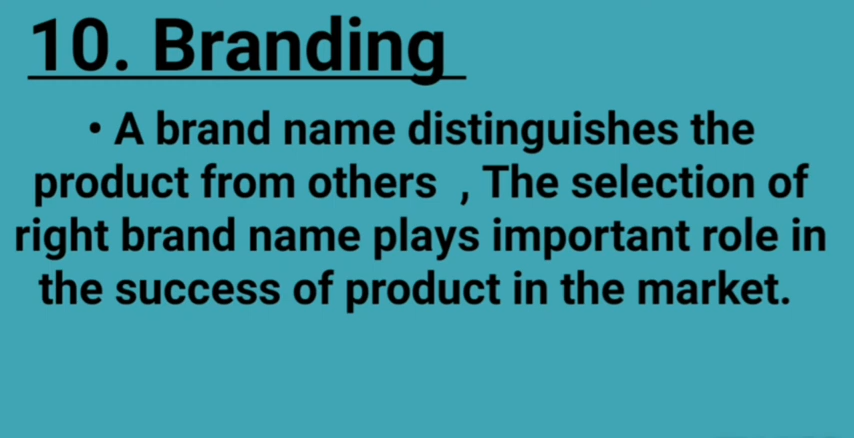 10. Branding
• A brand name distinguishes the
product from others , The selection of
right brand name plays important role in
the success of product in the market.